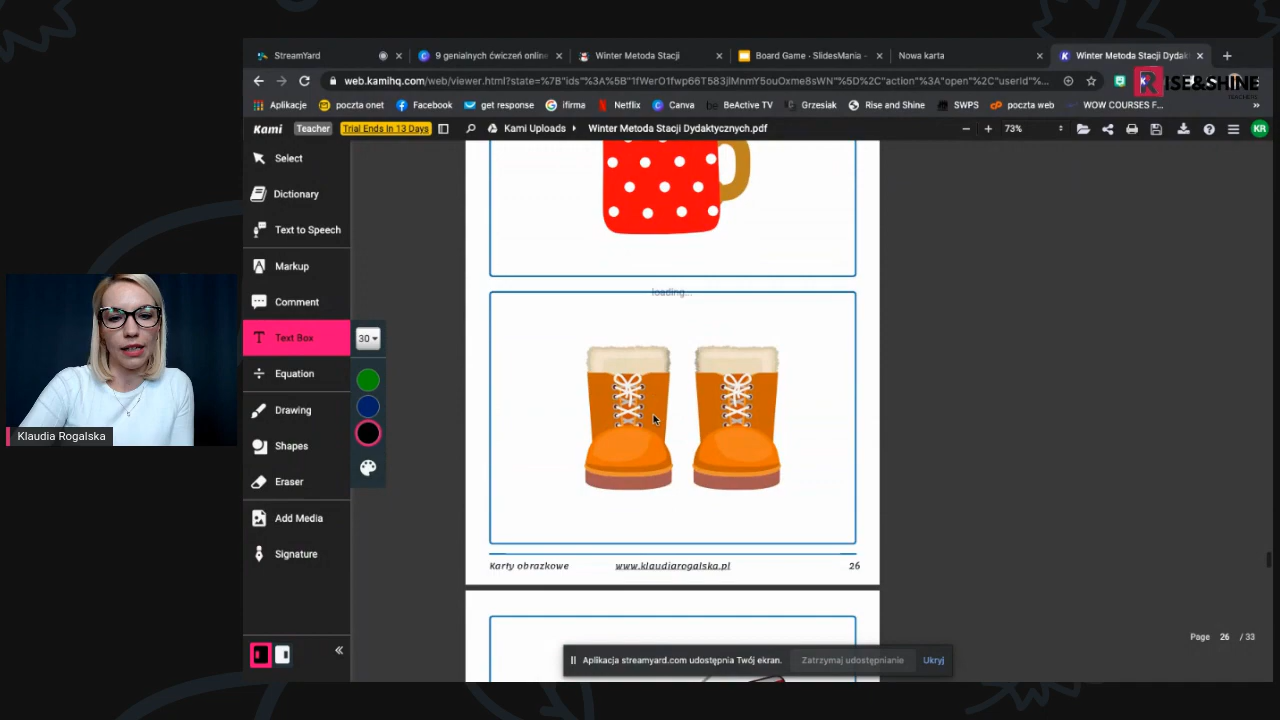 StreamYard
9 genialnych ćwiczeń online
Winter Metoda Stacji
Board Game - SlidesMania -
Nowa karta
Winter Metoda Stacji Dydak
web.kamihq.com/web/viewer.html?state=%7B"ids"%3A%5B"1fWerO1fwp66T583jlMnmY5ouOxme8sWN"%5D%2C"action"%3A"open"%2C"userId"%...
RISE&SHINE
TEACHERS
Aplikacje
poczta onet
Facebook
get response
ifirma
Netflix
Canva
BeActive TV
Grzesiak
Rise and Shine
SWPS
poczta web
WOW COURSES F...
Kami
Teacher
Trial Ends In 13 Days
Kami Uploads
Winter Metoda Stacji Dydaktycznych.pdf
73%
KR
Select
Dictionary
Text to Speech
Markup
Comment
Text Box
Equation
Drawing
Shapes
Eraser
Add Media
Signature
30
loading...
Klaudia Rogalska
Karty obrazkowe www.klaudiarogalska.pl 26
Page 26 / 33
Aplikacja streamyard.com udostępnia Twój ekran.
Zatrzymaj udostępnianie
Ukryj